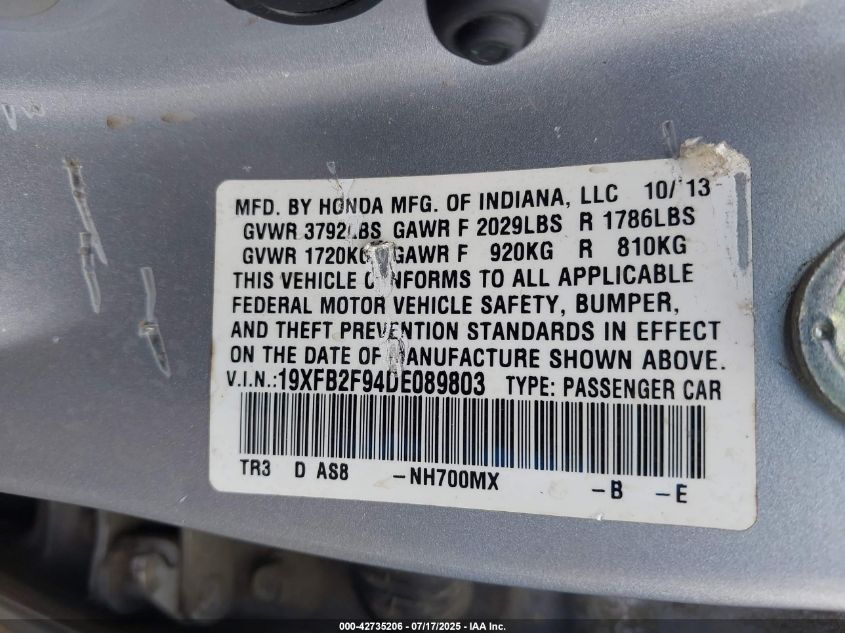 MFD. BY HONDA MFG. OF INDIANA, LLC 10/13
GVWR 3792LBS GAWR F 2029LBS R 1786LBS
GVWR 1720KG GAWR F 920KG R 810KG
THIS VEHICLE CONFORMS TO ALL APPLICABLE
FEDERAL MOTOR VEHICLE SAFETY, BUMPER,
AND THEFT PREVENTION STANDARDS IN EFFECT
ON THE DATE OF MANUFACTURE SHOWN ABOVE.
V.I.N.:19XFB2F94DE089803 TYPE: PASSENGER CAR
TR3 D AS8 -NH700MX -B -E
000-42735206 - 07/17/2025 - IAA Inc.